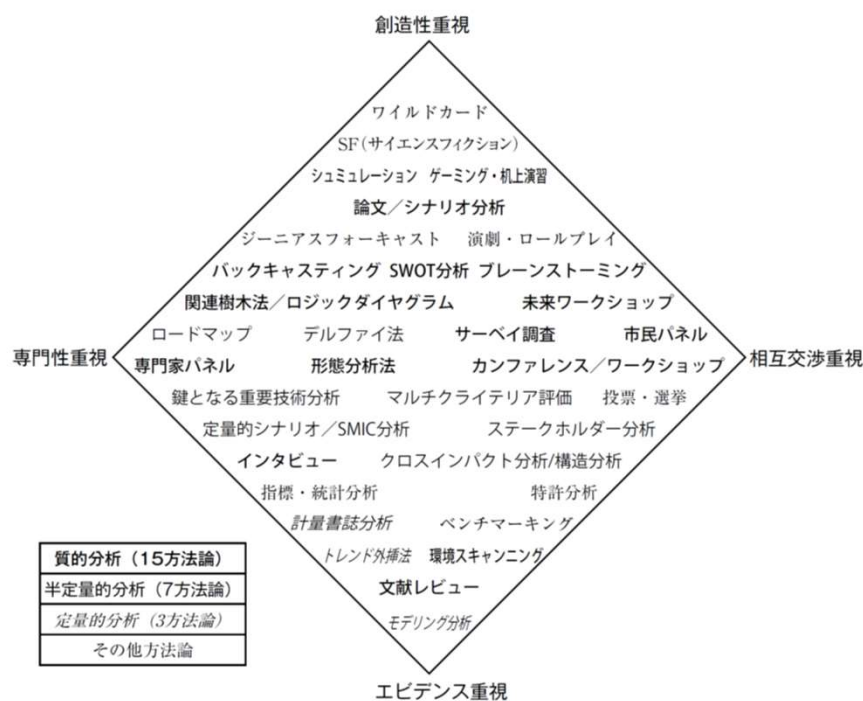 創造性重視
ワイルドカード
SF(サイエンスフィクション)
シュミュレーション ゲーミング・机上演習
論文／シナリオ分析
ジーニアスフォーキャスト 演劇・ロールプレイ
バックキャスティング SWOT分析 ブレーンストーミング
関連樹木法／ロジックダイヤグラム 未来ワークショップ
ロードマップ デルファイ法 サーベイ調査 市民パネル
専門性重視 専門家パネル 形態分析法 カンファレンス／ワークショップ 相互交渉重視
鍵となる重要技術分析 マルチクライテリア評価 投票・選挙
定量的シナリオ／SMIC分析 ステークホルダー分析
インタビュー クロスインパクト分析/構造分析
指標・統計分析 特許分析
計量書誌分析 ベンチマーキング
トレンド外挿法 環境スキャンニング
文献レビュー
モデリング分析
エビデンス重視
質的分析（15方法論）
半定量的分析（7方法論）
定量的分析（3方法論）
その他方法論